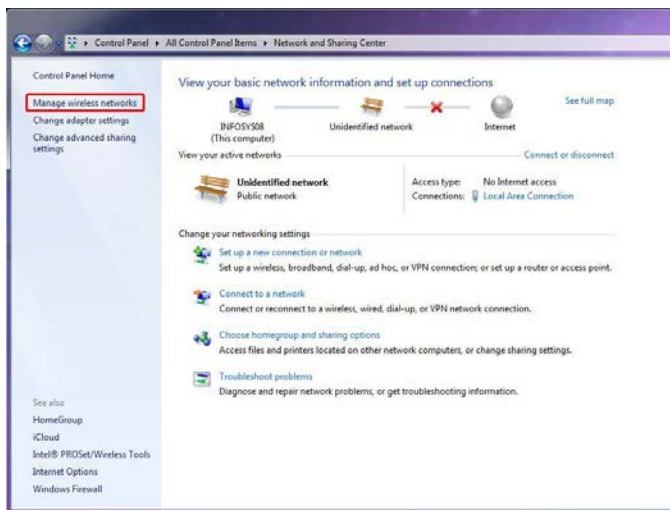 Control Panel ▸ All Control Panel Items ▸ Network and Sharing Center
Control Panel Home
Manage wireless networks
Change adapter settings
Change advanced sharing
settings
See also
HomeGroup
iCloud
Intel® PROSet/Wireless Tools
Internet Options
Windows Firewall
View your basic network information and set up connections
INFOSYS08
(This computer)
Unidentified network
Internet
See full map
View your active networks
Connect or disconnect
Unidentified network
Public network
Access type: No Internet access
Connections: Local Area Connection
Change your networking settings
Set up a new connection or network
Set up a wireless, broadband, dial-up, ad hoc, or VPN connection; or set up a router or access point.
Connect to a network
Connect or reconnect to a wireless, wired, dial-up, or VPN network connection.
Choose homegroup and sharing options
Access files and printers located on other network computers, or change sharing settings.
Troubleshoot problems
Diagnose and repair network problems, or get troubleshooting information.